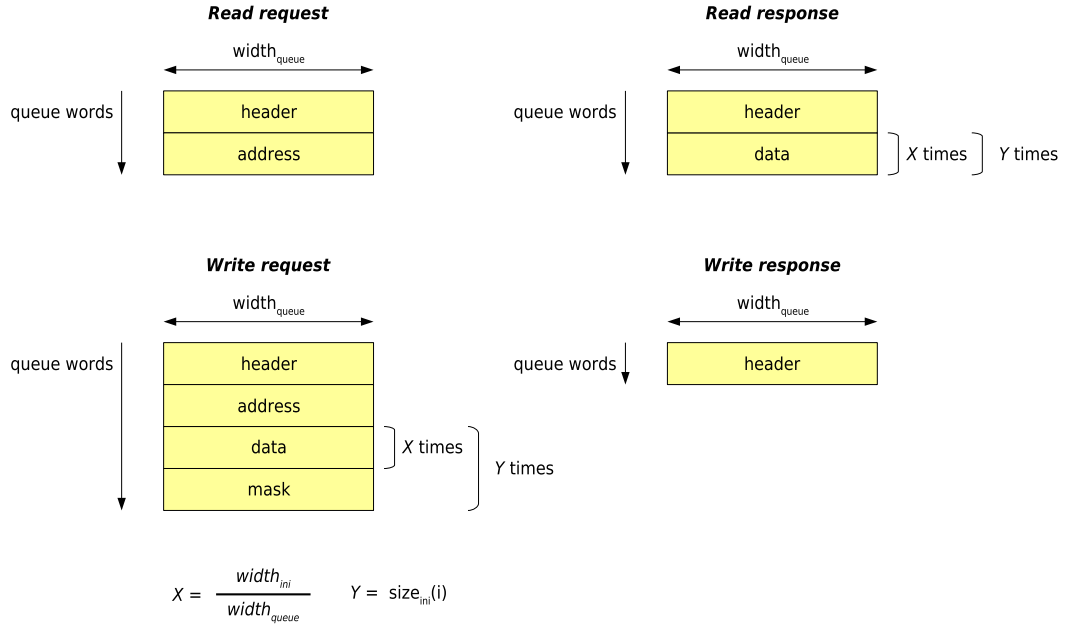 Read request
width_queue
queue words
header
address
Read response
width_queue
queue words
header
data
X times
Y times
Write request
width_queue
queue words
header
address
data
mask
X times
Y times
Write response
width_queue
queue words
header
X = width_ini / width_queue
Y = size_ini(i)